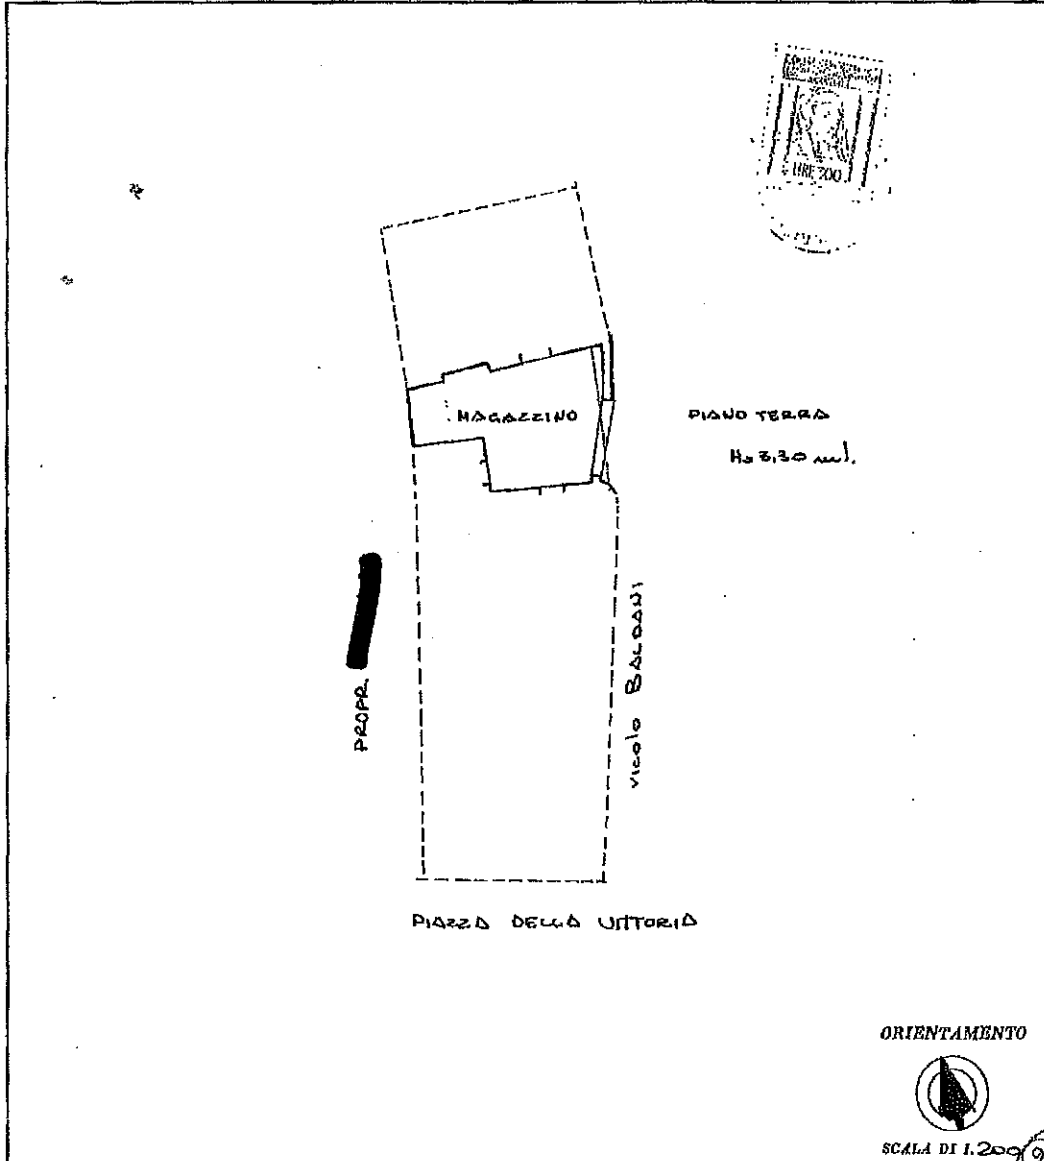 LIRE 200
MAGAZZINO
PIANO TERRA
H= 3,30 ml.
PROPR.
vicolo BALDANI
PIAZZA DELLA VITTORIA
ORIENTAMENTO
SCALA DI 1.200